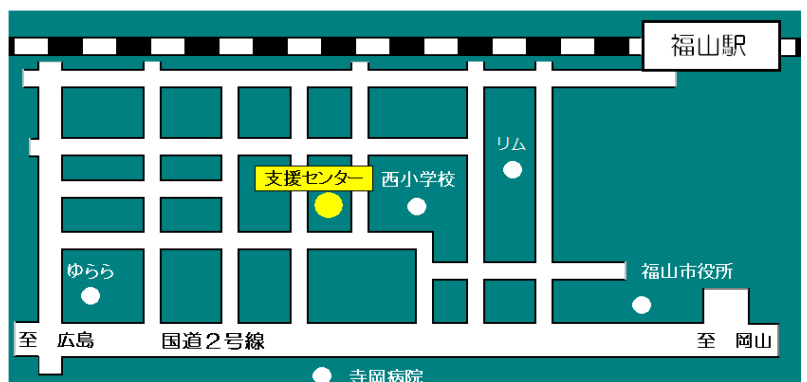 福山駅
リム
支援センター
西小学校
ゆらら
福山市役所
至 広島
国道2号線
至 岡山
寺岡病院